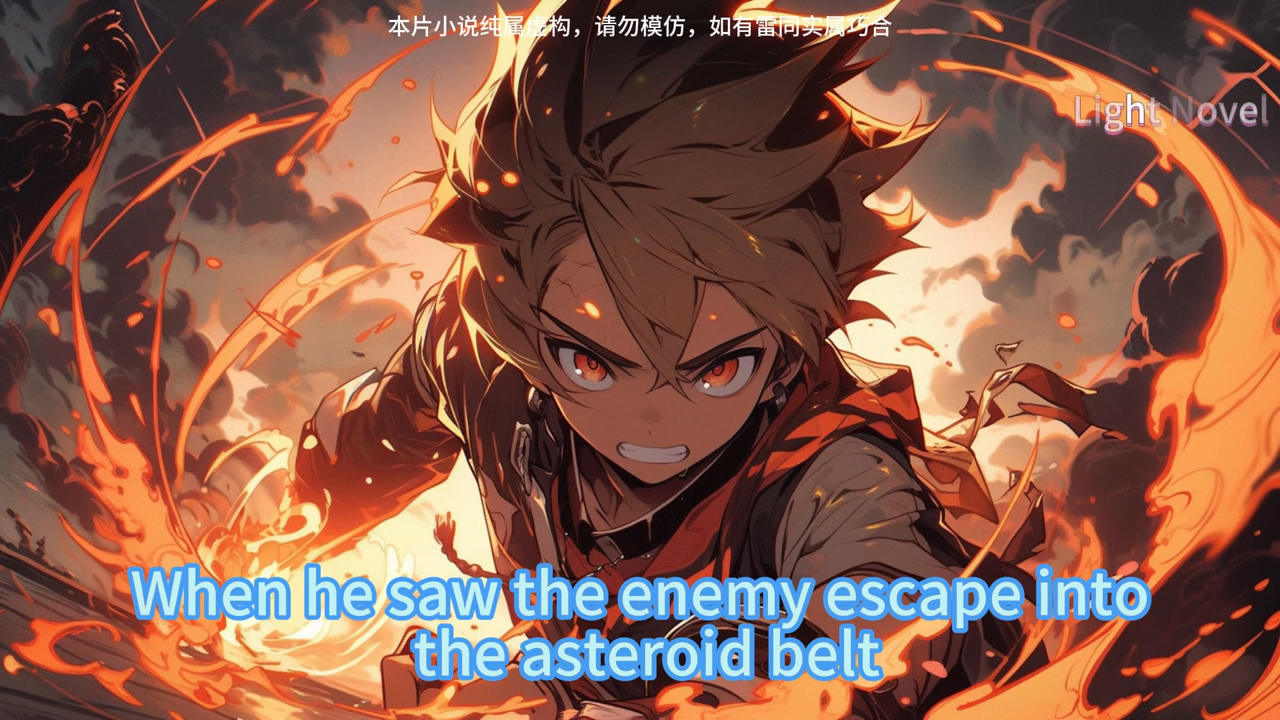 本片小说纯属虚构，请勿模仿，如有雷同实属巧合
Light Novel
When he saw the enemy escape into
the asteroid belt